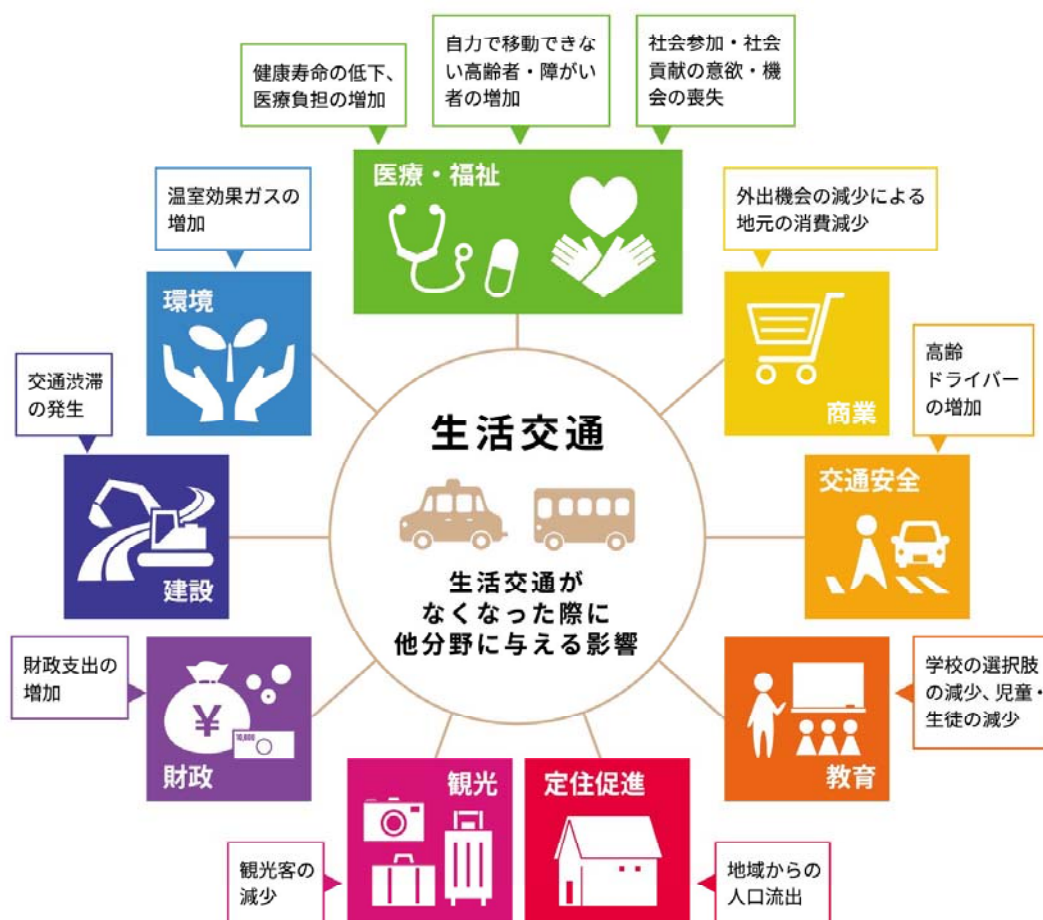 健康寿命の低下、
医療負担の増加
自力で移動できな
い高齢者・障がい
者の増加
社会参加・社会
貢献の意欲・機
会の喪失
医療・福祉
温室効果ガスの
増加
環境
外出機会の減少による
地元の消費減少
商業
交通渋滞
の発生
建設
高齢
ドライバー
の増加
交通安全
生活交通
生活交通が
なくなった際に
他分野に与える影響
財政支出の
増加
¥
10,000
財政
学校の選択肢
の減少、児童・
生徒の減少
教育
観光
観光客の
減少
定住促進
地域からの
人口流出